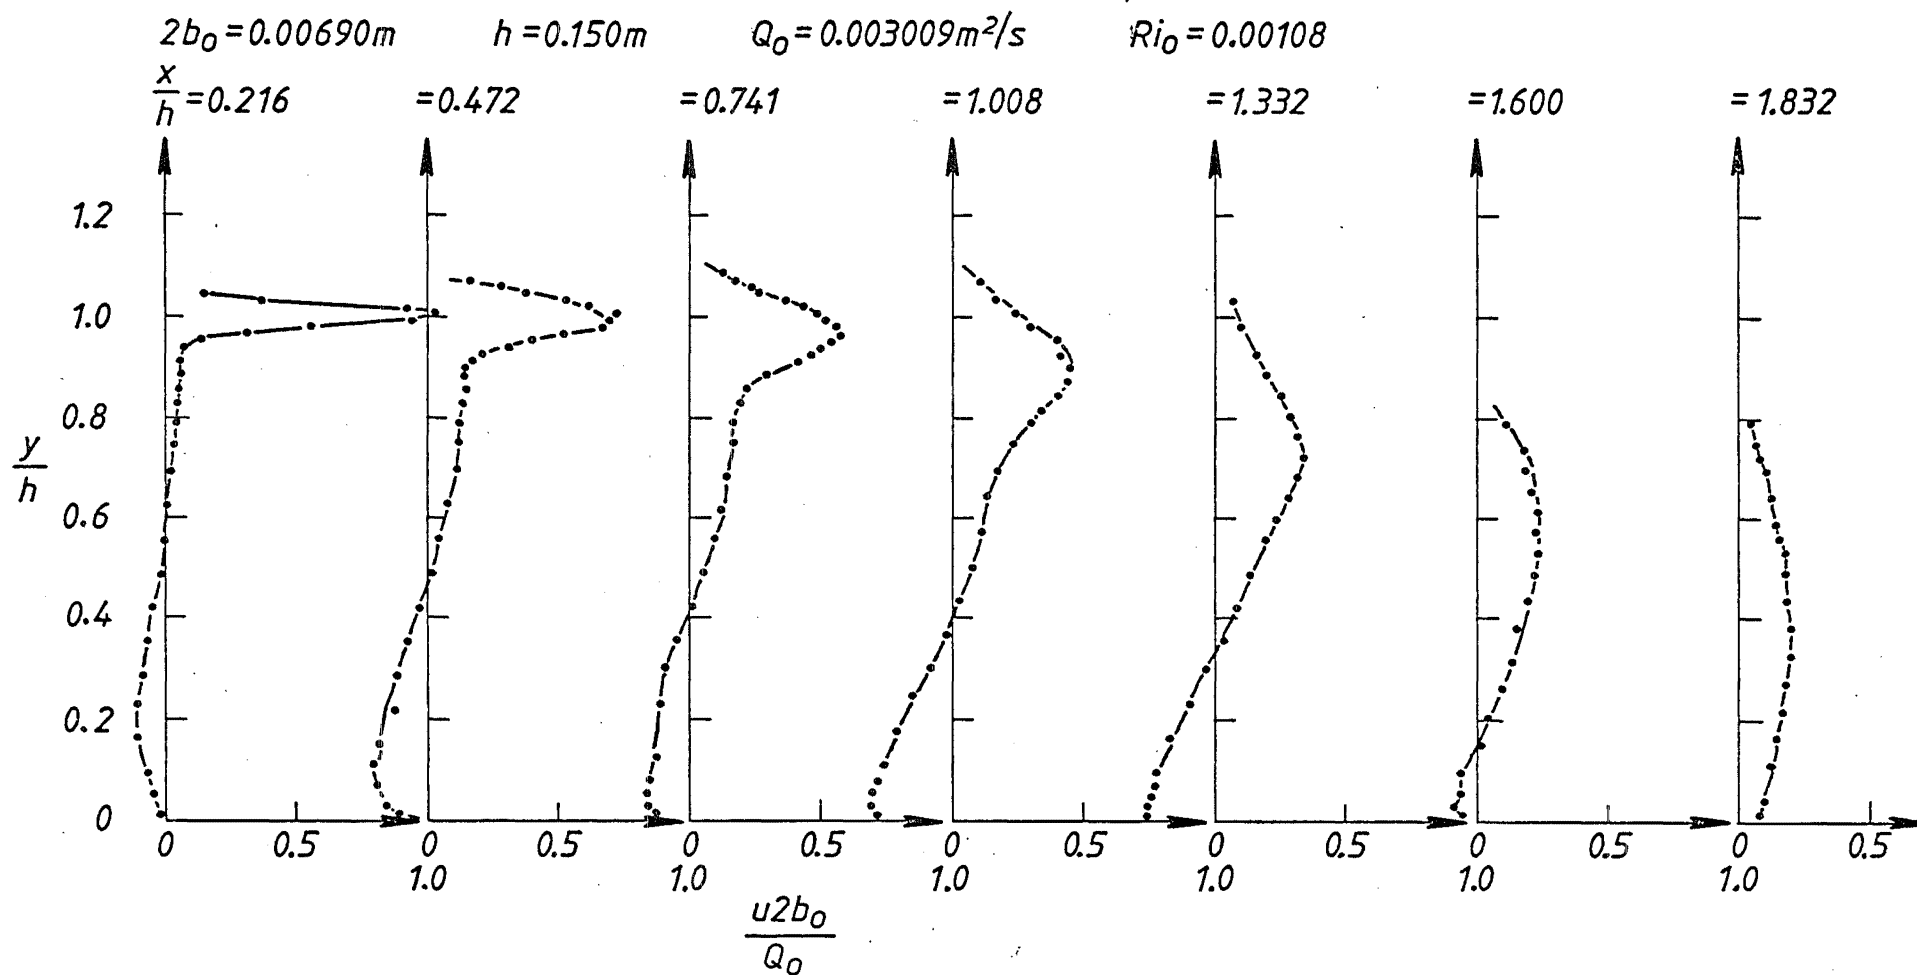 2b₀ = 0.00690m h = 0.150m Q₀ = 0.003009m²/s Ri₀ = 0.00108
x/h = 0.216 = 0.472 = 0.741 = 1.008 = 1.332 = 1.600 = 1.832
1.2
1.0
0.8
y/h
0.6
0.4
0.2
0
0 0.5 0 0.5 0 0.5 0 0.5 0 0.5 0 0.5 0 0.5
1.0 1.0 1.0 1.0 1.0 1.0
u2b₀/Q₀